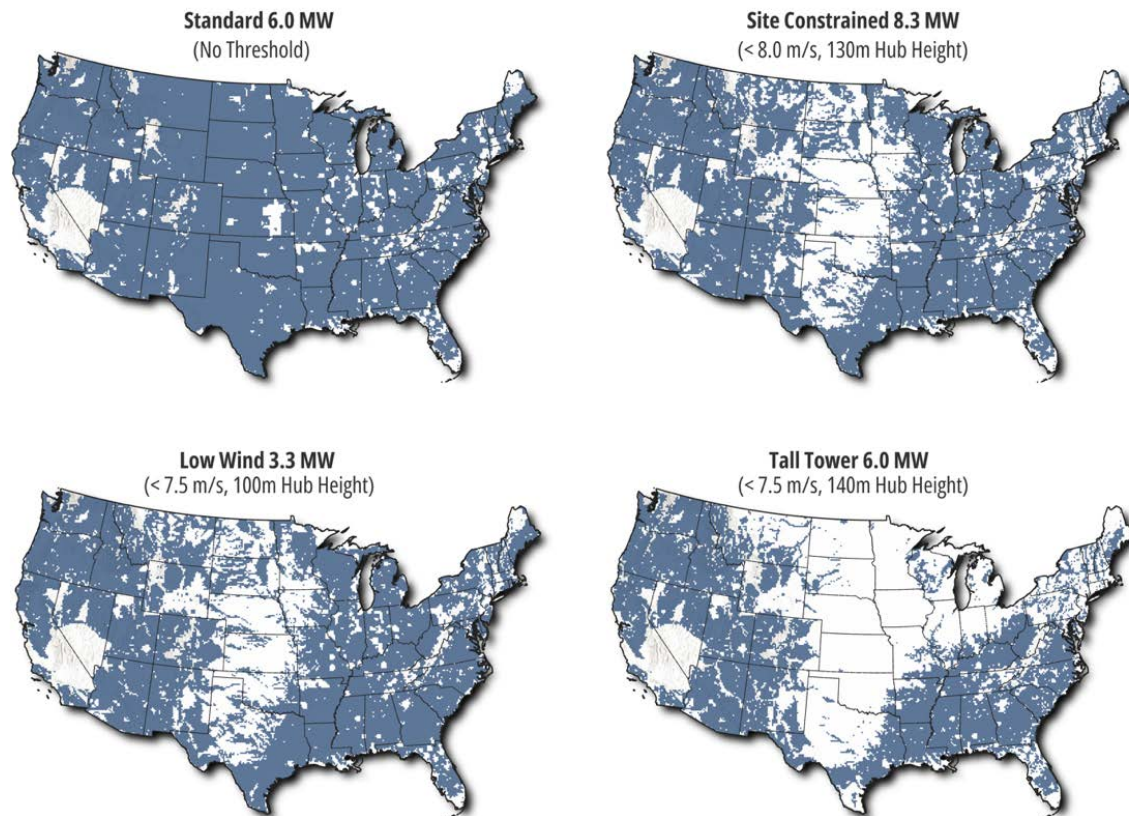 Standard 6.0 MW
(No Threshold)
Site Constrained 8.3 MW
(< 8.0 m/s, 130m Hub Height)
Low Wind 3.3 MW
(< 7.5 m/s, 100m Hub Height)
Tall Tower 6.0 MW
(< 7.5 m/s, 140m Hub Height)